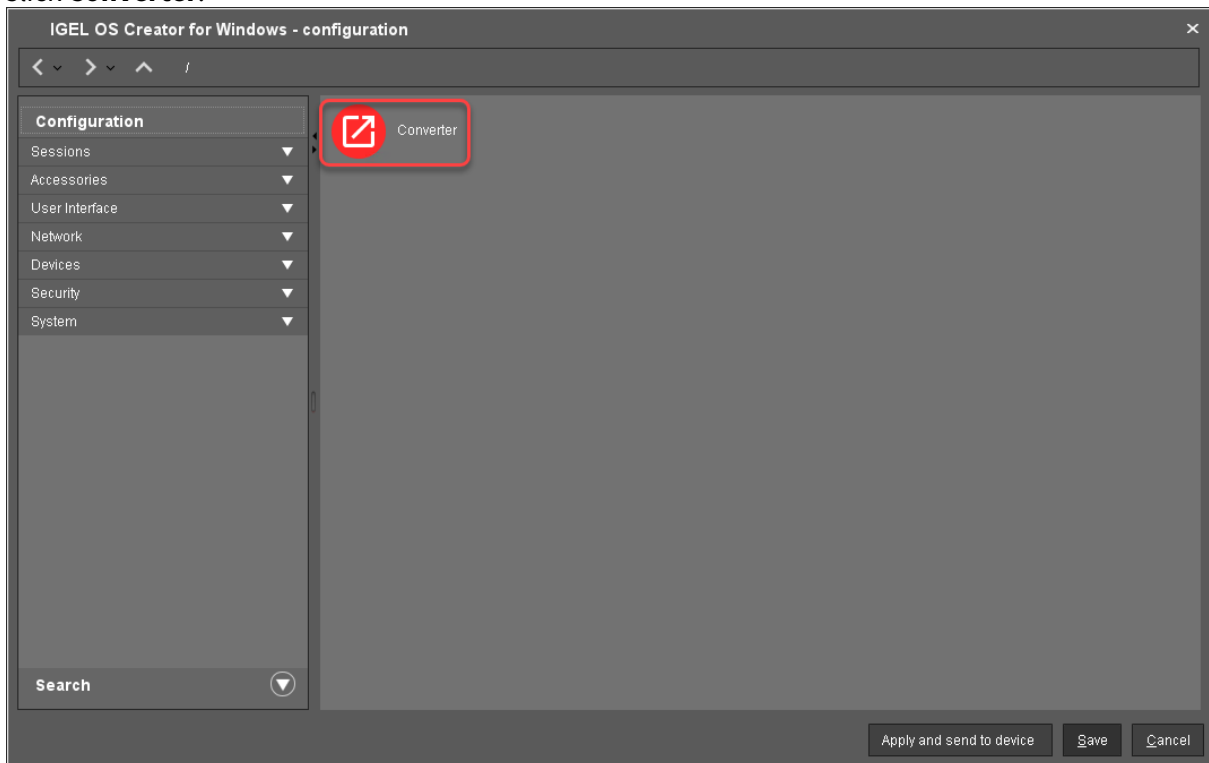 IGEL OS Creator for Windows - configuration
/
Configuration
Converter
Sessions
Accessories
User Interface
Network
Devices
Security
System
Search
Apply and send to device Save Cancel